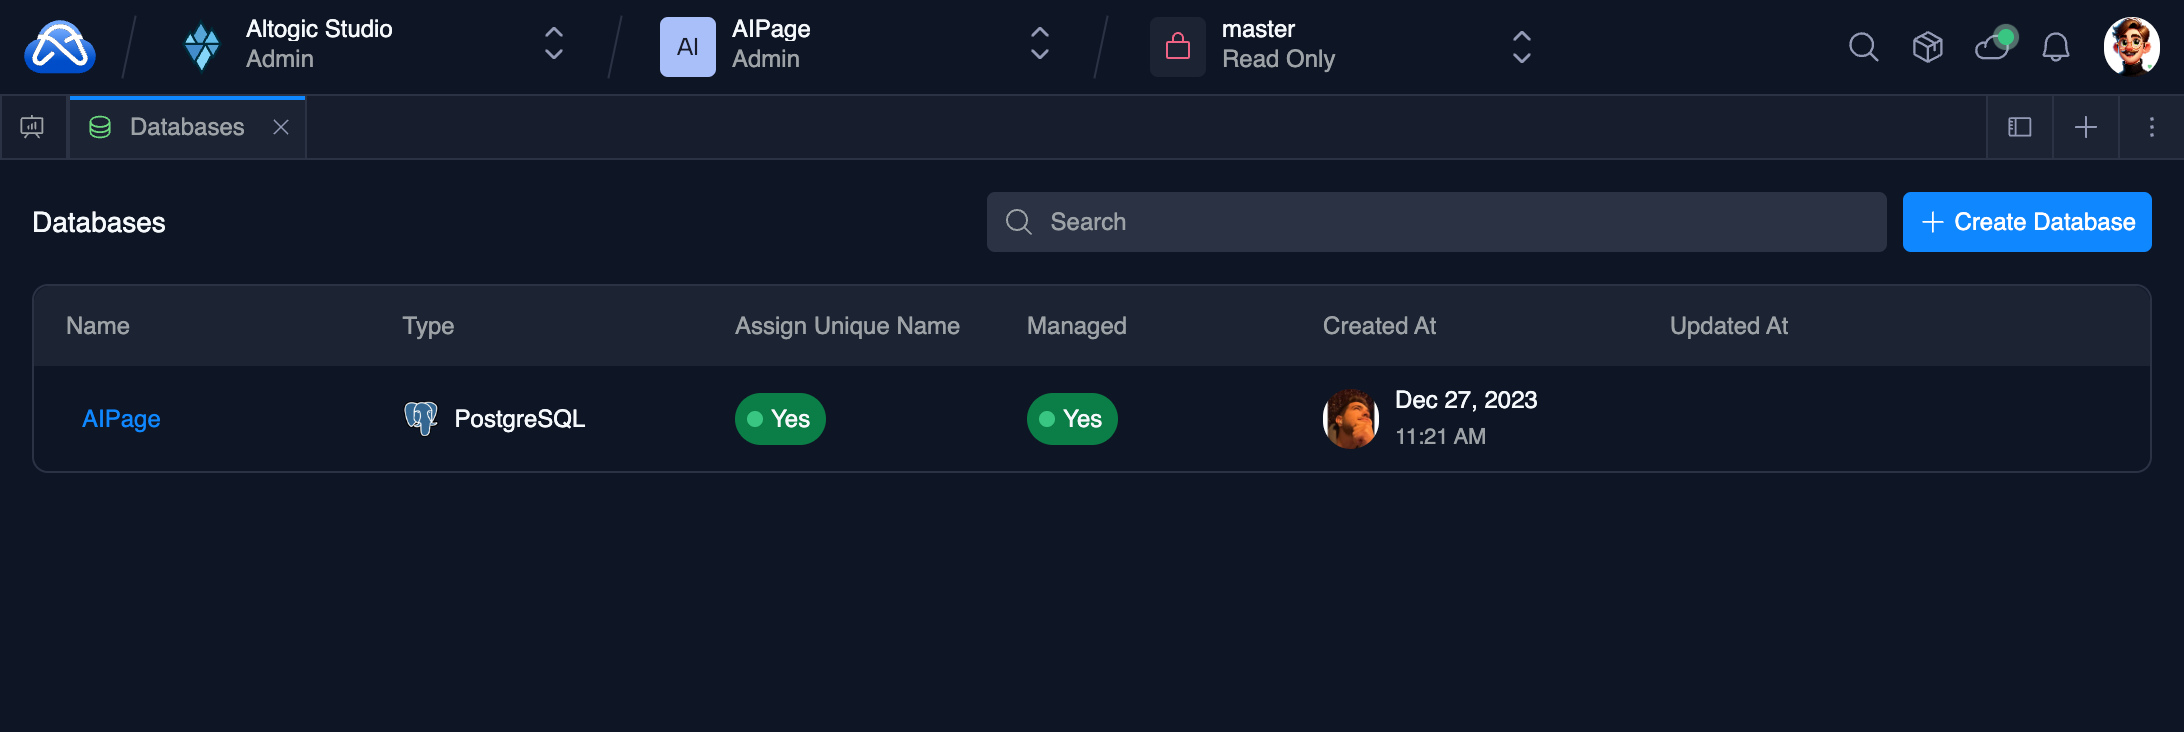 Altogic Studio
Admin
AI
AIPage
Admin
master
Read Only
Databases
Databases
Search
Create Database
Name Type Assign Unique Name Managed Created At Updated At
AIPage PostgreSQL Yes Yes Dec 27, 2023
11:21 AM